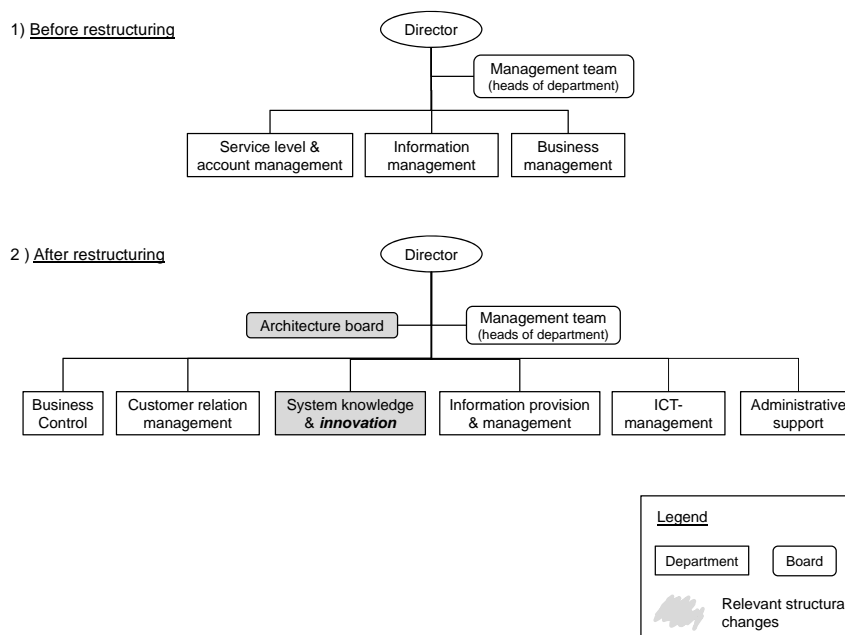 1) Before restructuring
Director
Management team
(heads of department)
Service level &
account management
Information
management
Business
management
2 ) After restructuring
Director
Architecture board
Management team
(heads of department)
Business
Control
Customer relation
management
System knowledge
& innovation
Information provision
& management
ICT-
management
Administrative
support
Legend
Department
Board
Relevant structura
changes